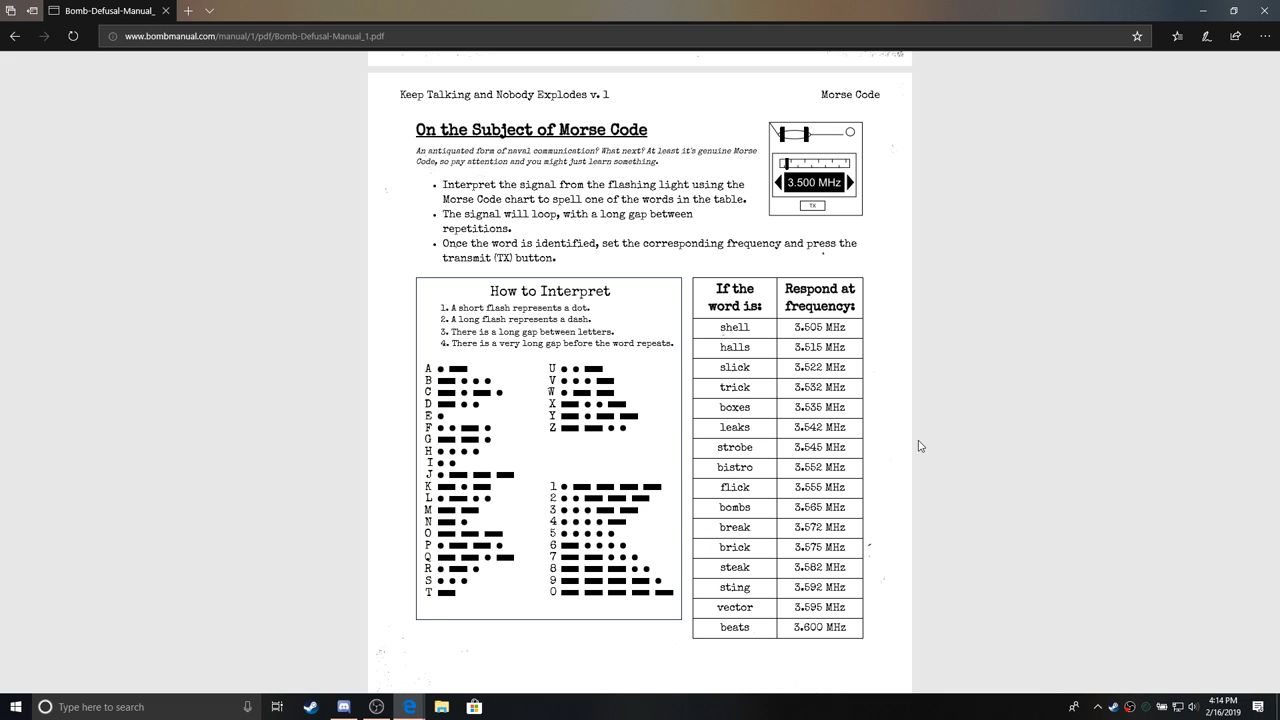 Bomb-Defusal-Manual_
www.bombmanual.com/manual/1/pdf/Bomb-Defusal-Manual_1.pdf
Keep Talking and Nobody Explodes v. 1
Morse Code
On the Subject of Morse Code
An antiquated form of naval communication? What next? At least it's genuine Morse
Code, so pay attention and you might just learn something.
3.500 MHz
TX
• Interpret the signal from the flashing light using the
Morse Code chart to spell one of the words in the table.
• The signal will loop, with a long gap between
repetitions.
• Once the word is identified, set the corresponding frequency and press the
transmit (TX) button.
How to Interpret
1. A short flash represents a dot.
2. A long flash represents a dash.
3. There is a long gap between letters.
4. There is a very long gap before the word repeats.
A
B
C
D
E
F
G
H
I
J
K
L
M
N
O
P
Q
R
S
T
U
V
W
X
Y
Z
1
2
3
4
5
6
7
8
9
0
If the word is: Respond at frequency:
shell 3.505 MHz
halls 3.515 MHz
slick 3.522 MHz
trick 3.532 MHz
boxes 3.535 MHz
leaks 3.542 MHz
strobe 3.545 MHz
bistro 3.552 MHz
flick 3.555 MHz
bombs 3.565 MHz
break 3.572 MHz
brick 3.575 MHz
steak 3.582 MHz
sting 3.592 MHz
vector 3.595 MHz
beats 3.600 MHz
Type here to search
4:14 PM
2/16/2019